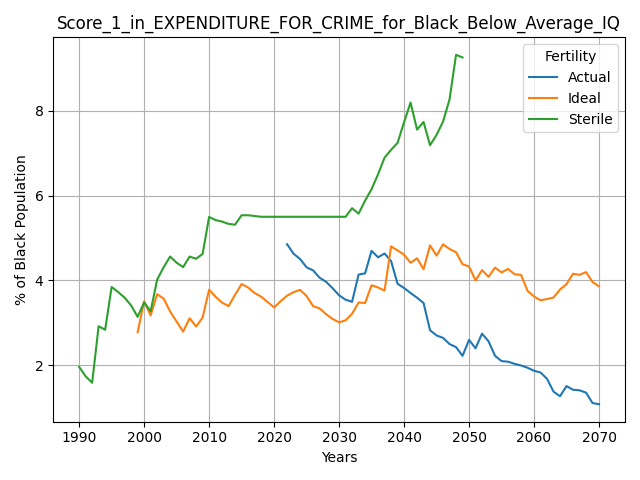 Score_1_in_EXPENDITURE_FOR_CRIME_for_Black_Below_Average_IQ
% of Black Population
8
6
4
2
Fertility
Actual
Ideal
Sterile
1990 2000 2010 2020 2030 2040 2050 2060 2070
Years